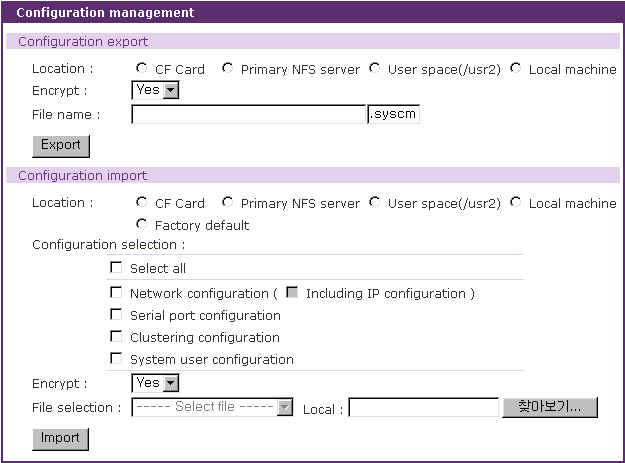 Configuration management
Configuration export
Location : CF Card Primary NFS server User space(/usr2) Local machine
Encrypt : Yes
File name : .syscm
Export
Configuration import
Location : CF Card Primary NFS server User space(/usr2) Local machine
Factory default
Configuration selection :
Select all
Network configuration ( Including IP configuration )
Serial port configuration
Clustering configuration
System user configuration
Encrypt : Yes
File selection : ----- Select file ----- Local : 찾아보기...
Import